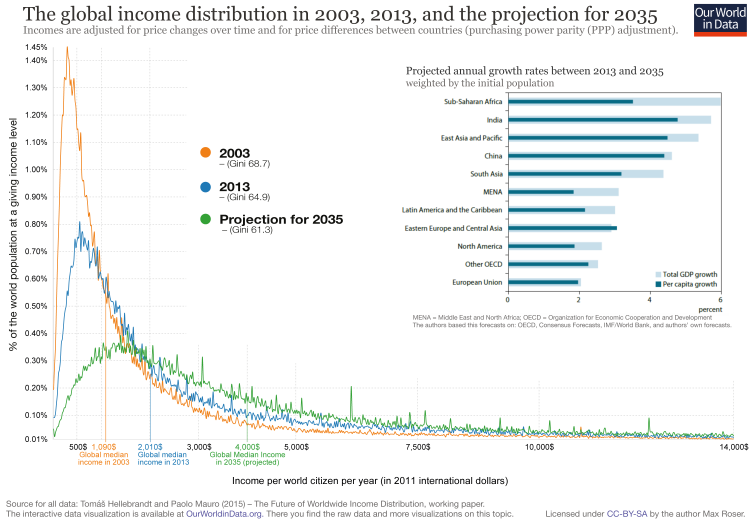 The global income distribution in 2003, 2013, and the projection for 2035
Incomes are adjusted for price changes over time and for price differences between countries (purchasing power parity (PPP) adjustment).
Our World
in Data
1.45%
1.40%
1.30%
1.20%
1.10%
1.00%
0.90%
0.80%
0.70%
0.60%
0.50%
0.40%
0.30%
0.20%
0.10%
0.01%
% of the world population at a giving income level
2003
– (Gini 68.7)
2013
– (Gini 64.9)
Projection for 2035
– (Gini 61.3)
Projected annual growth rates between 2013 and 2035
weighted by the initial population
Sub-Saharan Africa
India
East Asia and Pacific
China
South Asia
MENA
Latin America and the Caribbean
Eastern Europe and Central Asia
North America
Other OECD
European Union
Total GDP growth
Per capita growth
0 2 4 6
percent
MENA = Middle East and North Africa; OECD = Organization for Economic Cooperation and Development
The authors based this forecasts on: OECD, Consensus Forecasts, IMF/World Bank, and authors' own forecasts.
500$ 1,090$ 2,010$ 3,000$ 4,000$ 5,000$ 7,500$ 10,000$ 14,000$
Global median
income in 2003
Global median
income in 2013
Global Median Income
in 2035 (projected)
Income per world citizen per year (in 2011 international dollars)
Source for all data: Tomáš Hellebrandt and Paolo Mauro (2015) – The Future of Worldwide Income Distribution, working paper.
The interactive data visualization is available at OurWorldinData.org. There you find the raw data and more visualizations on this topic.
Licensed under CC-BY-SA by the author Max Roser.